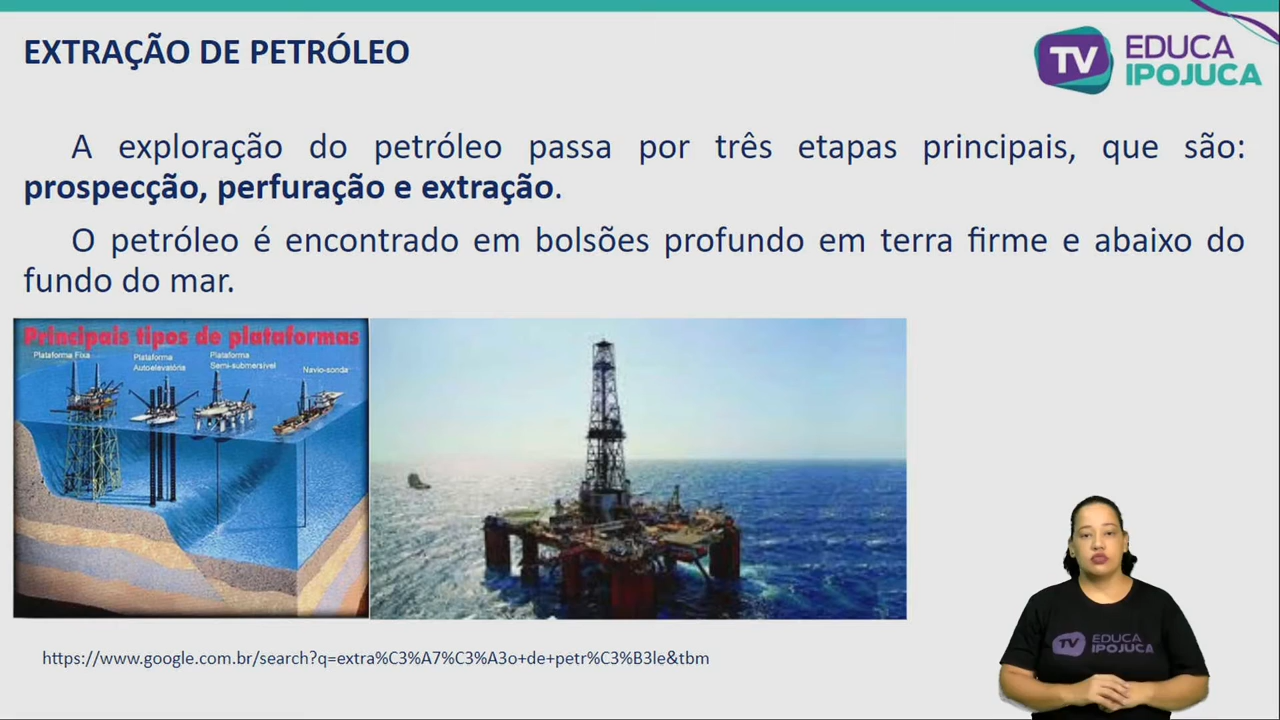 EXTRAÇÃO DE PETRÓLEO
TV EDUCA
IPOJUCA
A exploração do petróleo passa por três etapas principais, que são:
prospecção, perfuração e extração.
O petróleo é encontrado em bolsões profundo em terra firme e abaixo do
fundo do mar.
Principais tipos de plataformas
Plataforma Fixa
Plataforma
Autoelevatória
Plataforma
Semi-submersível
Navio-sonda
https://www.google.com.br/search?q=extra%C3%A7%C3%A3o+de+petr%C3%B3le&tbm
TV EDUCA
IPOJUCA